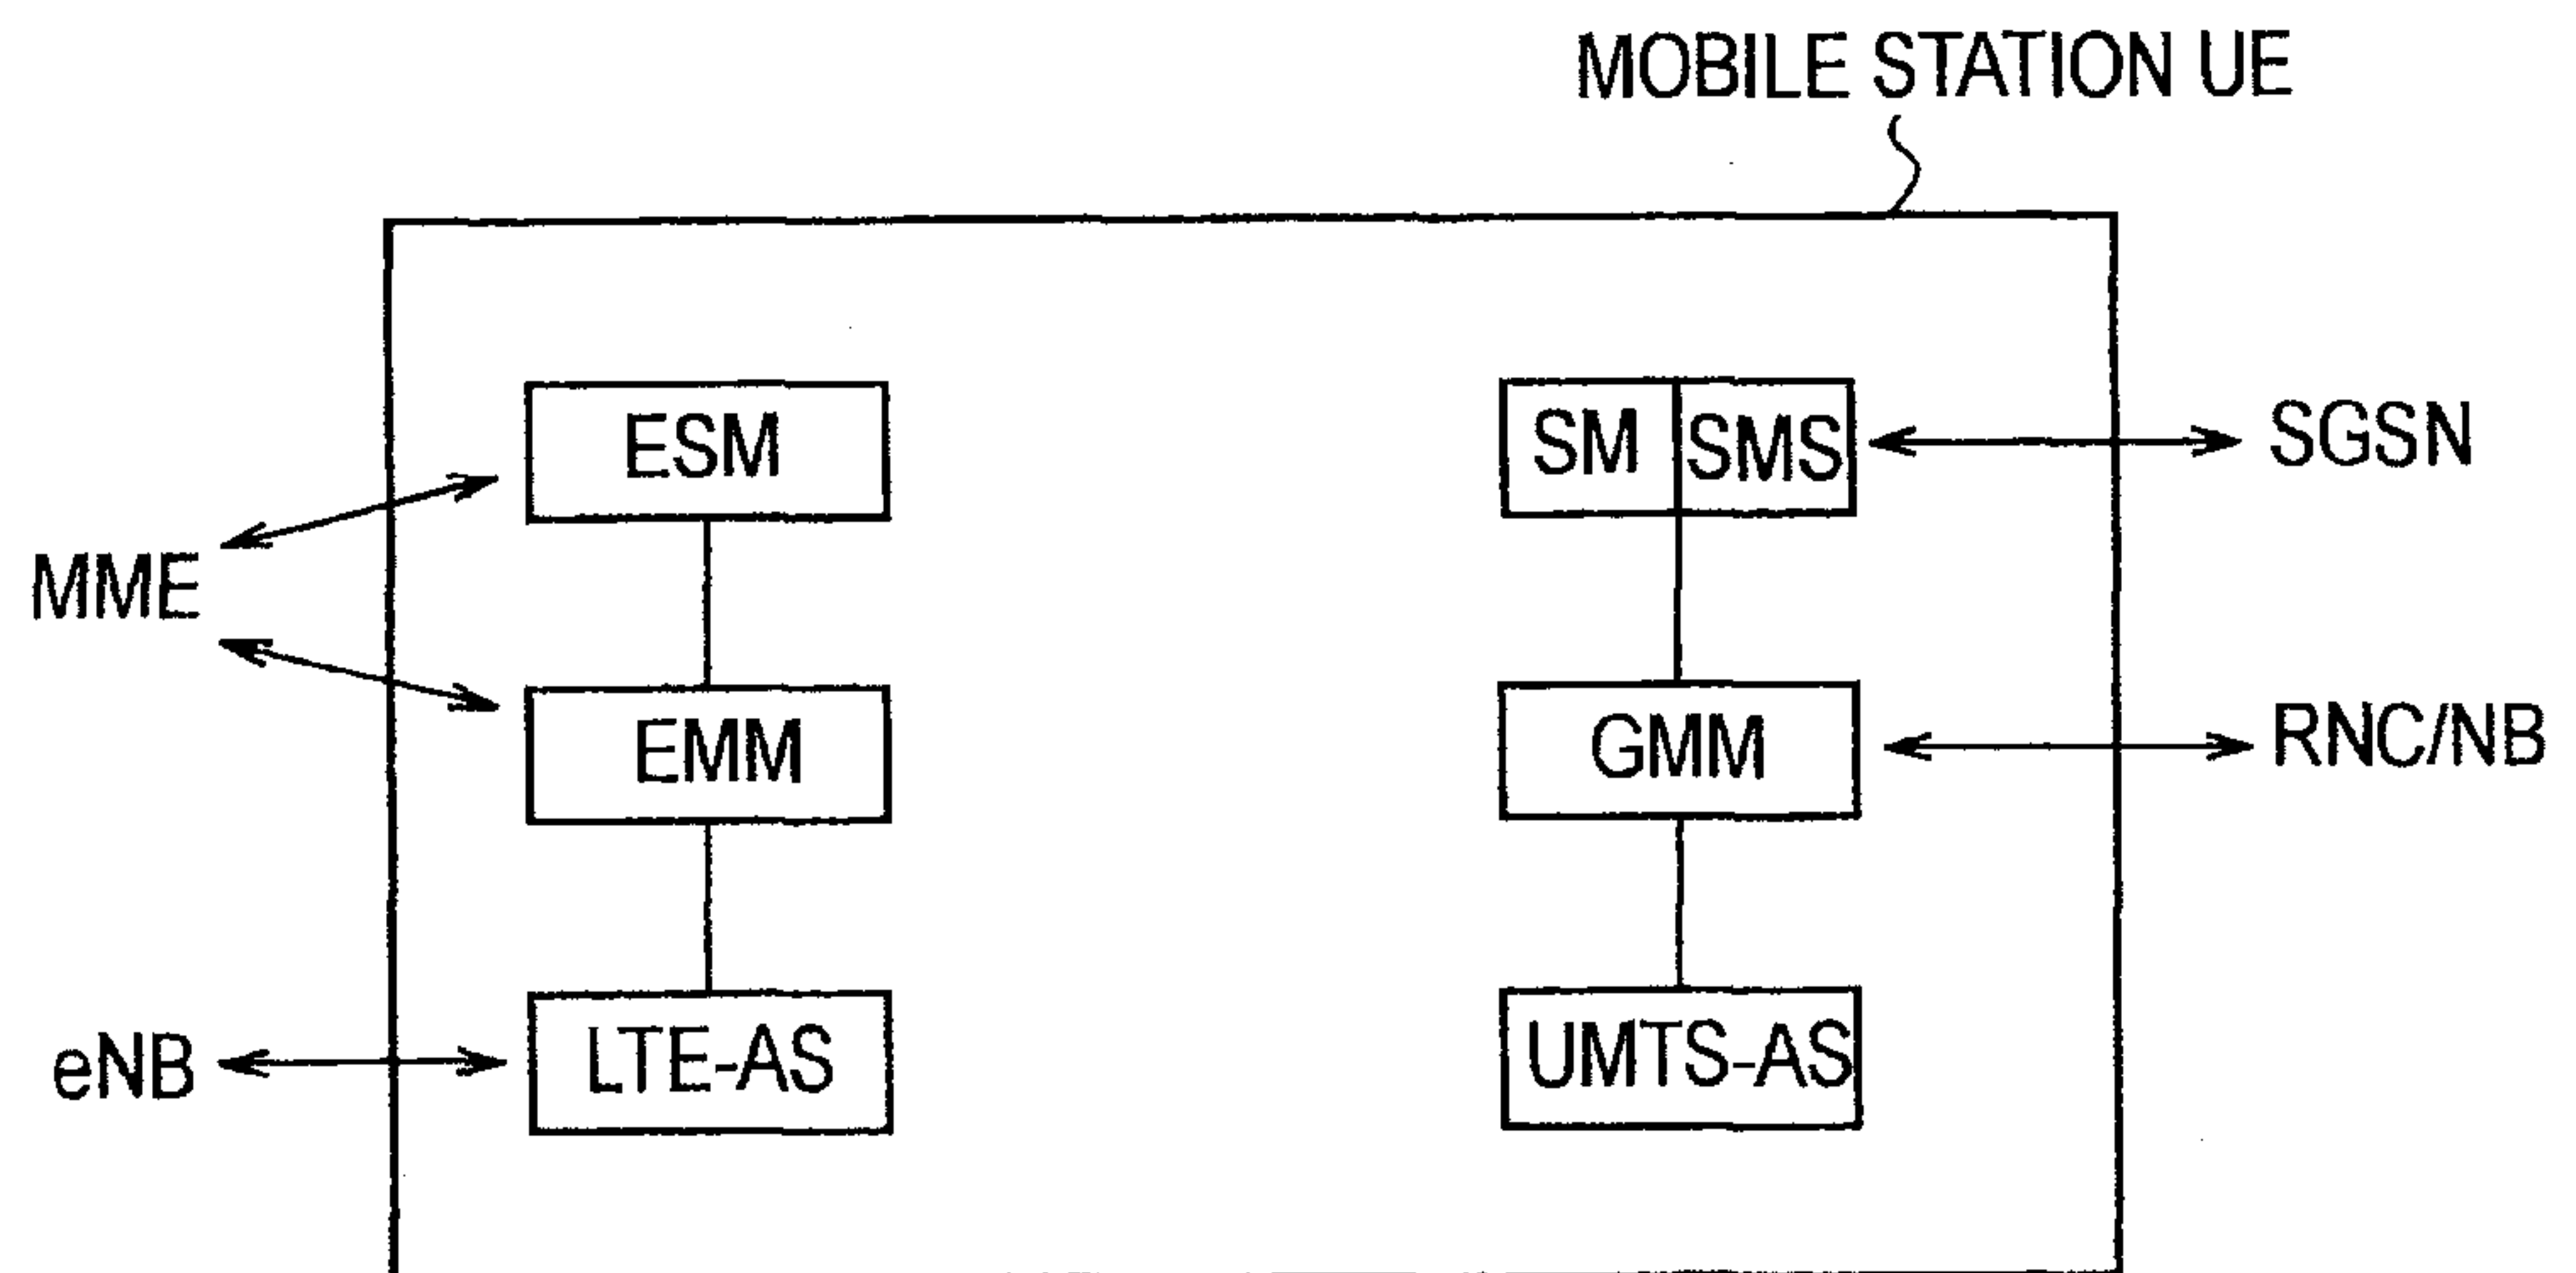 MOBILE STATION UE
ESM
SM SMS
SGSN
MME
EMM
GMM
RNC/NB
eNB
LTE-AS
UMTS-AS